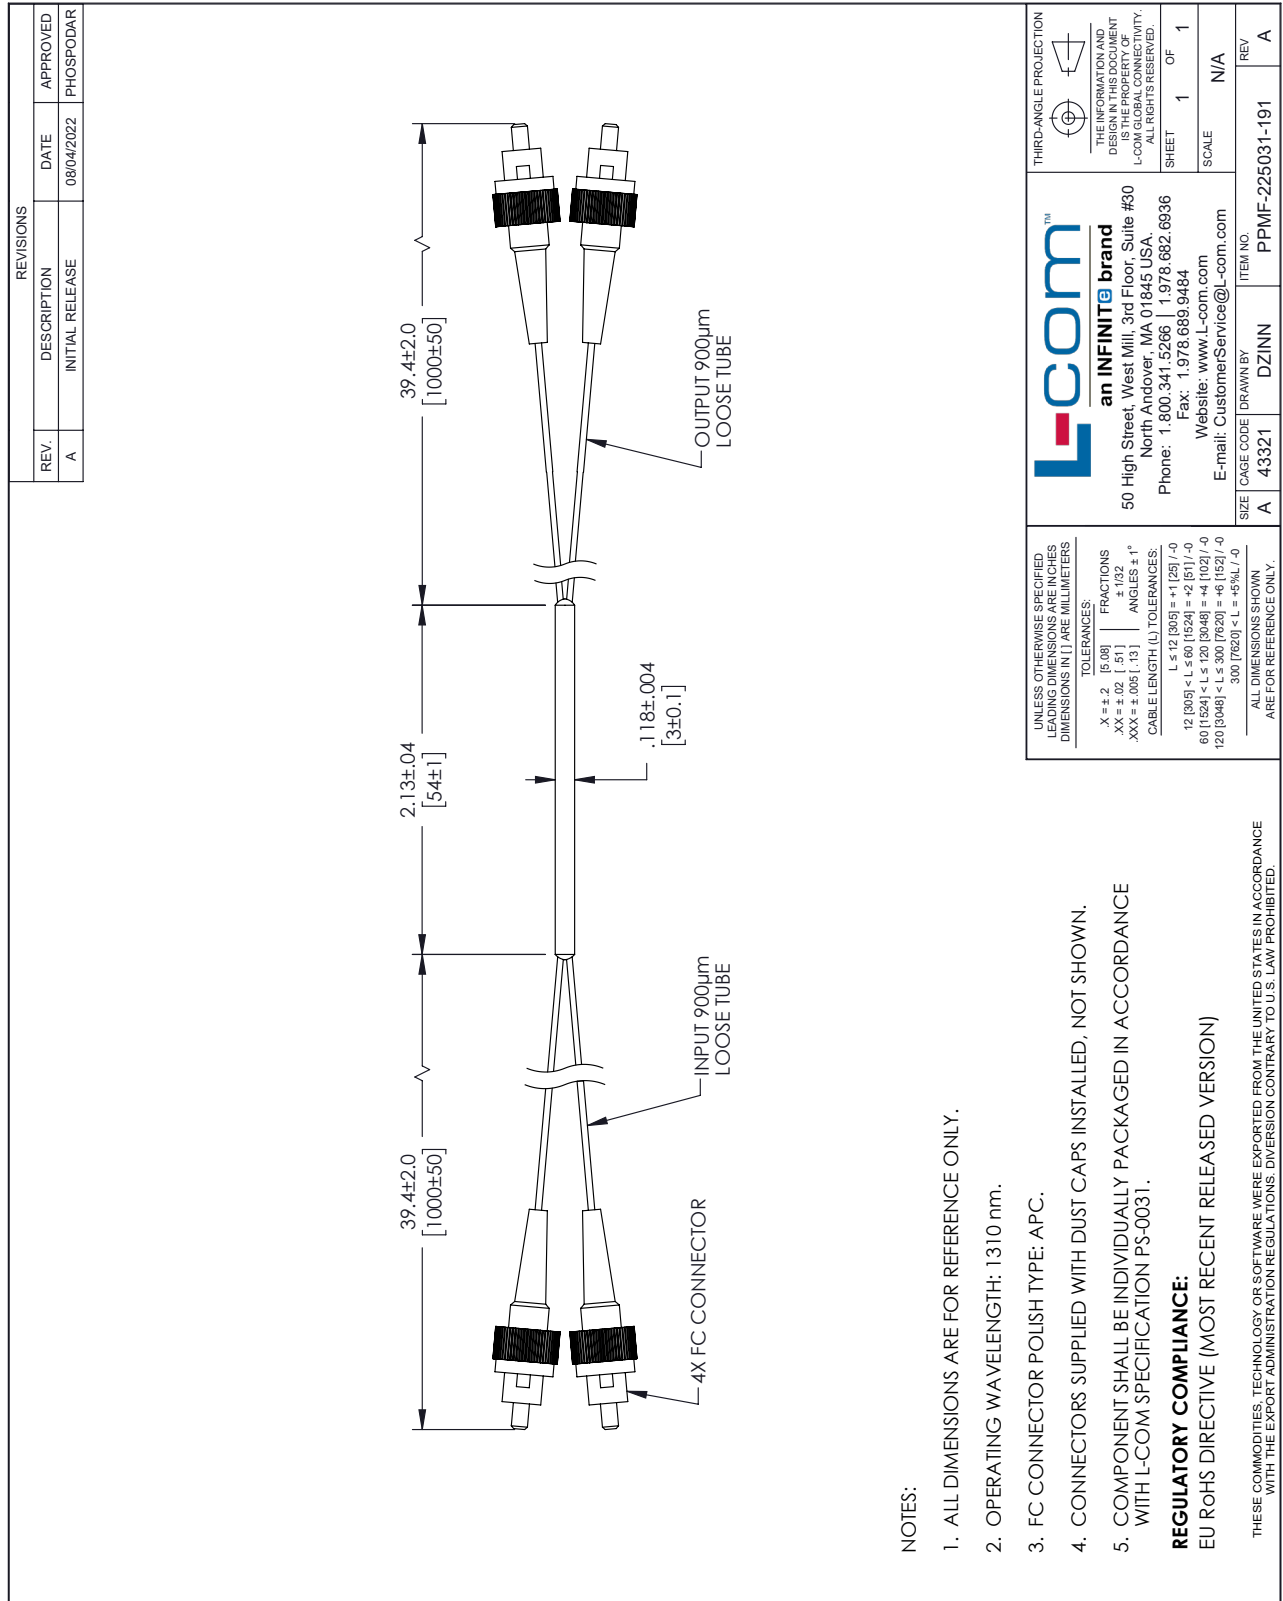 REVISIONS
REV.
DESCRIPTION
DATE
APPROVED
A
INITIAL RELEASE
08/04/2022
PHOSPODAR
39.4±2.0
[1000±50]
2.13±.04
[54±1]
39.4±2.0
[1000±50]
.118±.004
[3±0.1]
4X FC CONNECTOR
INPUT 900µm
LOOSE TUBE
OUTPUT 900µm
LOOSE TUBE
NOTES:
1. ALL DIMENSIONS ARE FOR REFERENCE ONLY.
2. OPERATING WAVELENGTH: 1310 nm.
3. FC CONNECTOR POLISH TYPE: APC.
4. CONNECTORS SUPPLIED WITH DUST CAPS INSTALLED, NOT SHOWN.
5. COMPONENT SHALL BE INDIVIDUALLY PACKAGED IN ACCORDANCE
WITH L-COM SPECIFICATION PS-0031.
REGULATORY COMPLIANCE:
EU RoHS DIRECTIVE (MOST RECENT RELEASED VERSION)
THESE COMMODITIES, TECHNOLOGY OR SOFTWARE WERE EXPORTED FROM THE UNITED STATES IN ACCORDANCE
WITH THE EXPORT ADMINISTRATION REGULATIONS. DIVERSION CONTRARY TO U.S. LAW PROHIBITED.
UNLESS OTHERWISE SPECIFIED
LEADING DIMENSIONS ARE INCHES
DIMENSIONS IN [ ] ARE MILLIMETERS
TOLERANCES:
.X = ±.2 [5.08]
.XX = ±.02 [.51]
.XXX = ±.005 [.13]
FRACTIONS
± 1/32
ANGLES ± 1°
CABLE LENGTH (L) TOLERANCES:
L ≤ 12 [305] = +1 [25] / -0
12 [305] < L ≤ 60 [1524] = +2 [51] / -0
60 [1524] < L ≤ 120 [3048] = +4 [102] / -0
120 [3048] < L ≤ 300 [7620] = +6 [152] / -0
300 [7620] < L = +5%L / -0
ALL DIMENSIONS SHOWN
ARE FOR REFERENCE ONLY.
L-com™
an INFINITe brand
50 High Street, West Mill, 3rd Floor, Suite #30
North Andover, MA 01845 USA.
Phone: 1.800.341.5266 | 1.978.682.6936
Fax: 1.978.689.9484
Website: www.L-com.com
E-mail: CustomerService@L-com.com
THIRD-ANGLE PROJECTION
THE INFORMATION AND
DESIGN IN THIS DOCUMENT
IS THE PROPERTY OF
L-COM GLOBAL CONNECTIVITY.
ALL RIGHTS RESERVED.
SHEET 1 OF 1
SCALE N/A
SIZE A
CAGE CODE 43321
DRAWN BY DZINN
ITEM NO. PPMF-225031-191
REV A